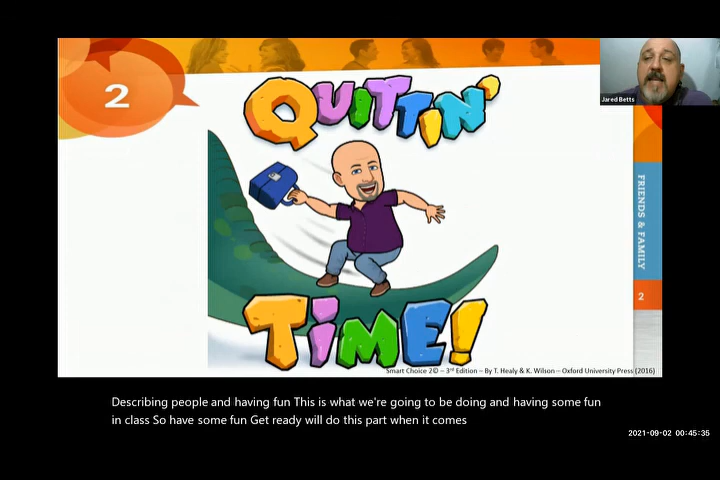 2
QUITTIN'
TIME!
Jared Betts
FRIENDS & FAMILY
2
Smart Choice 2© – 3rd Edition – By T. Healy & K. Wilson – Oxford University Press (2016)
Describing people and having fun This is what we're going to be doing and having some fun
in class So have some fun Get ready will do this part when it comes
2021-09-02 00:45:35